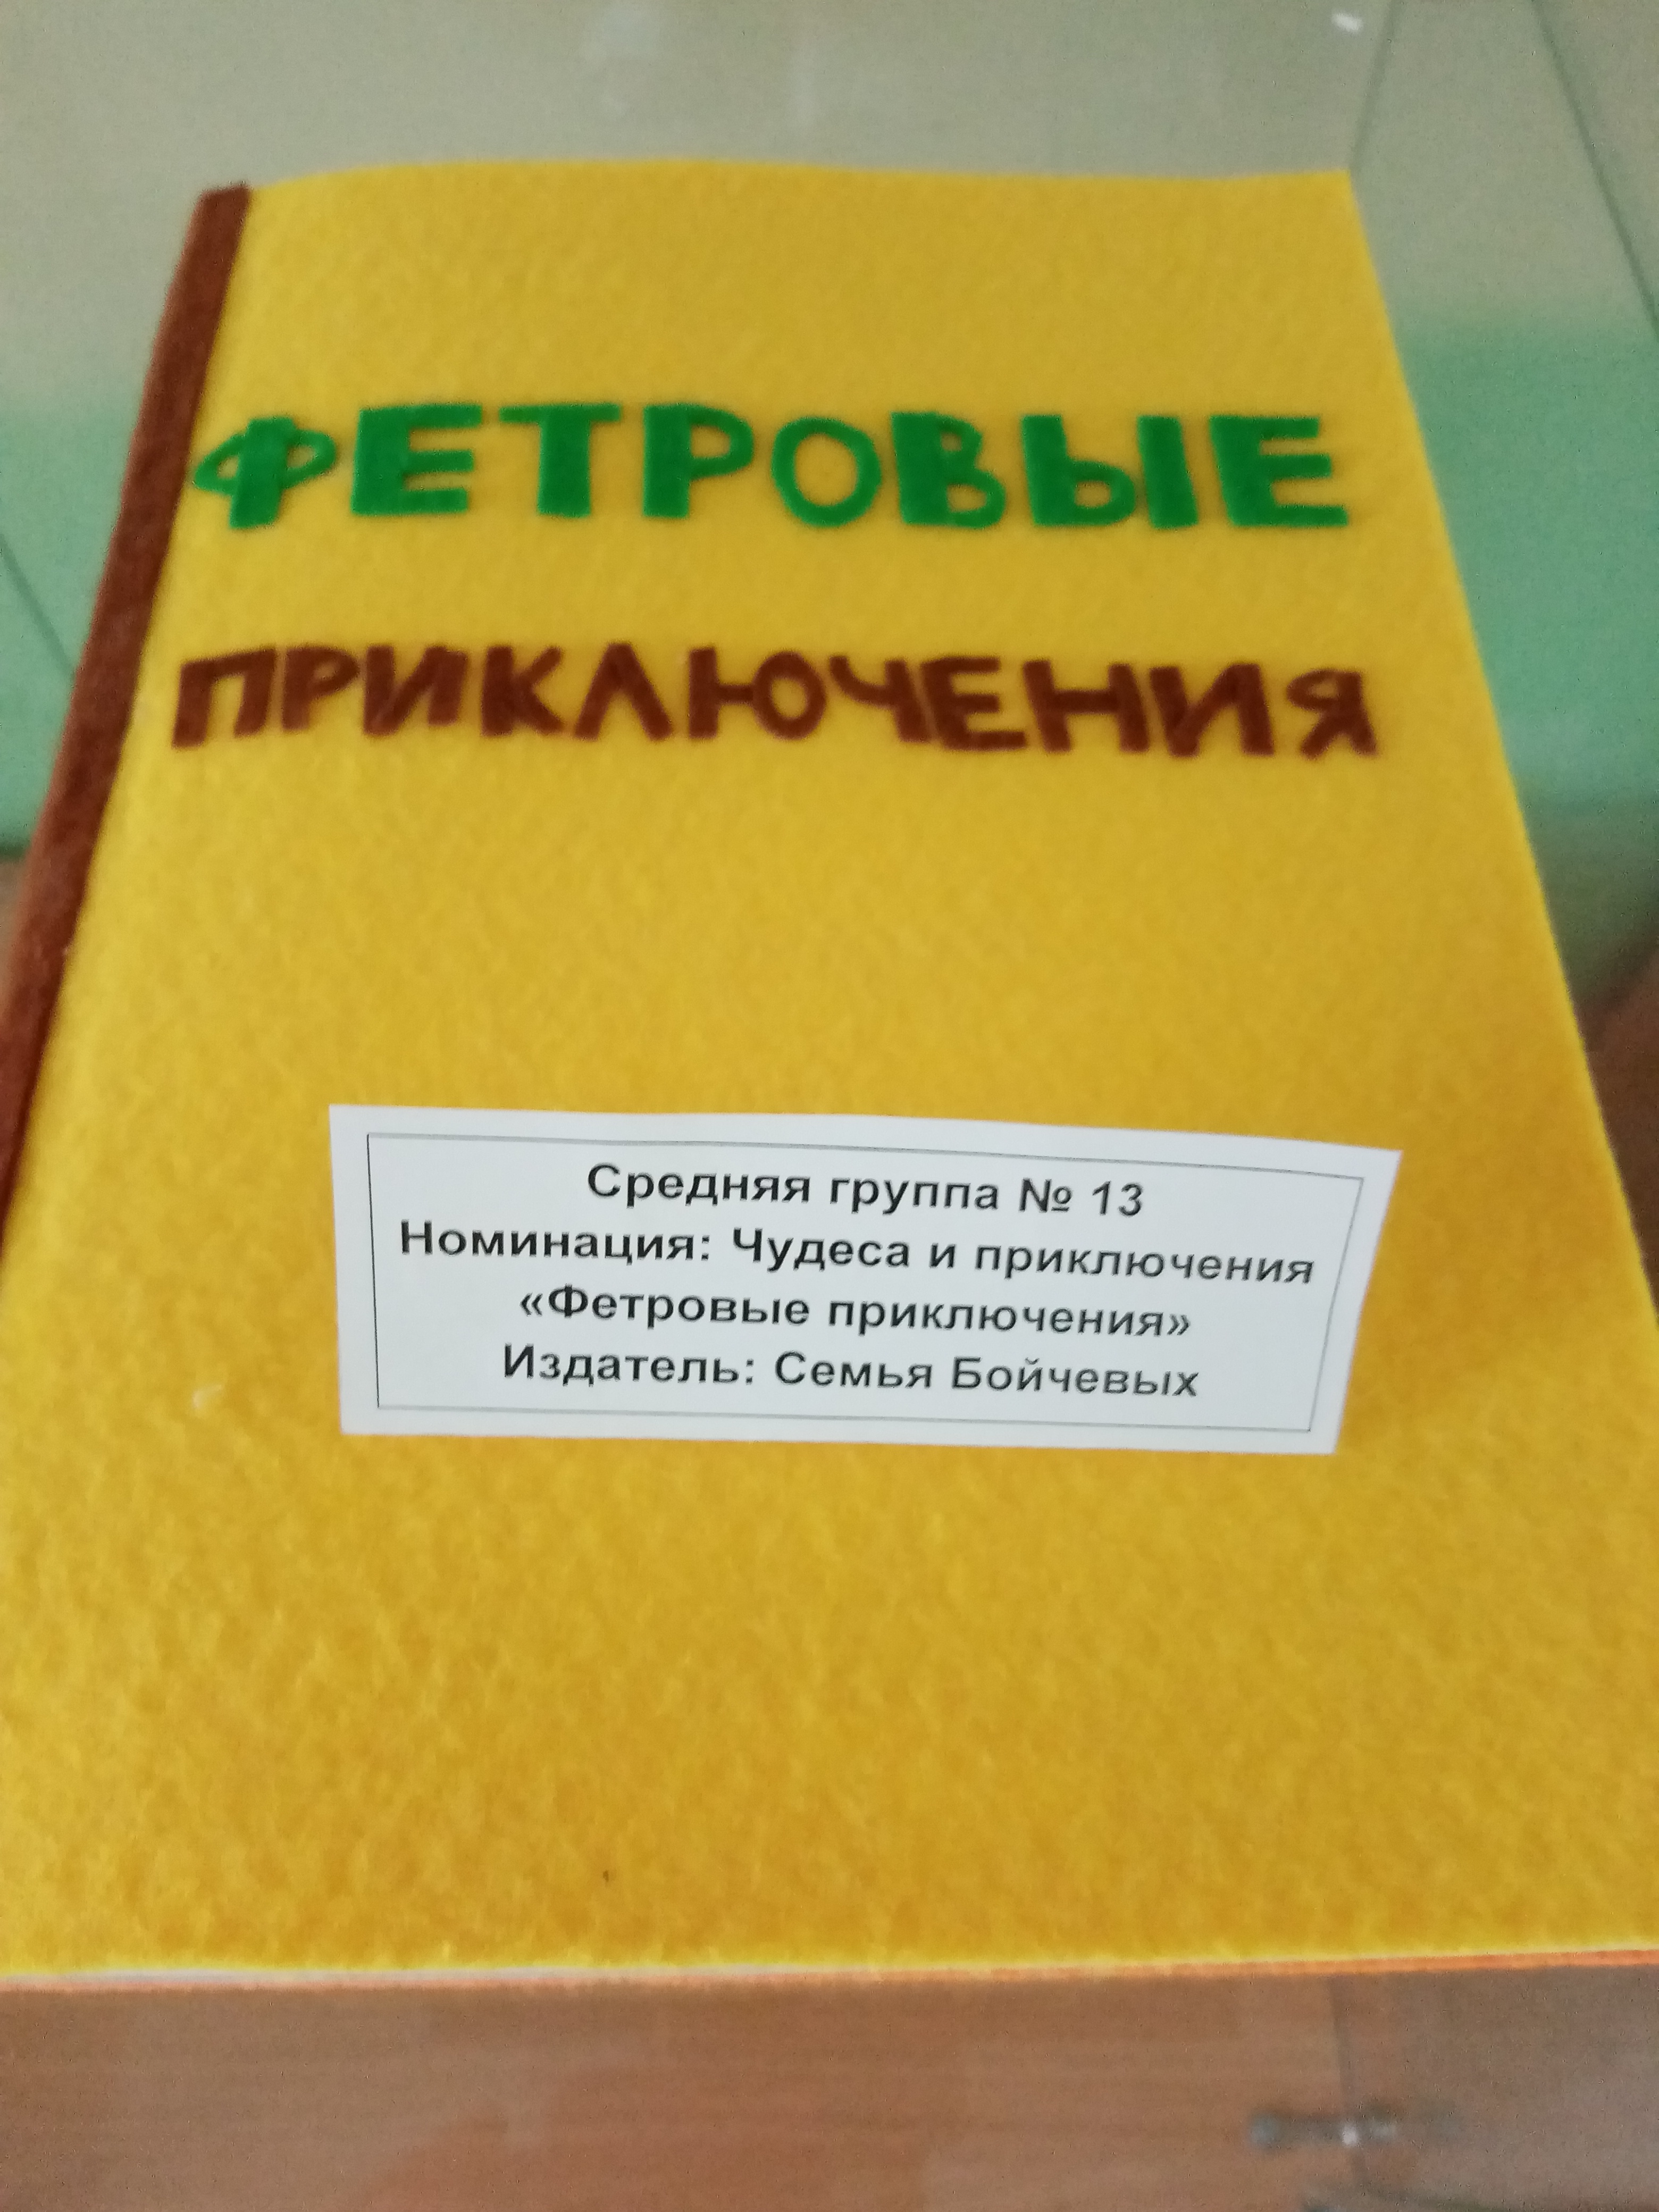 ФЕТРОВЫЕ
ПРИКЛЮЧЕНИЯ
Средняя группа № 13
Номинация: Чудеса и приключения
«Фетровые приключения»
Издатель: Семья Бойчевых